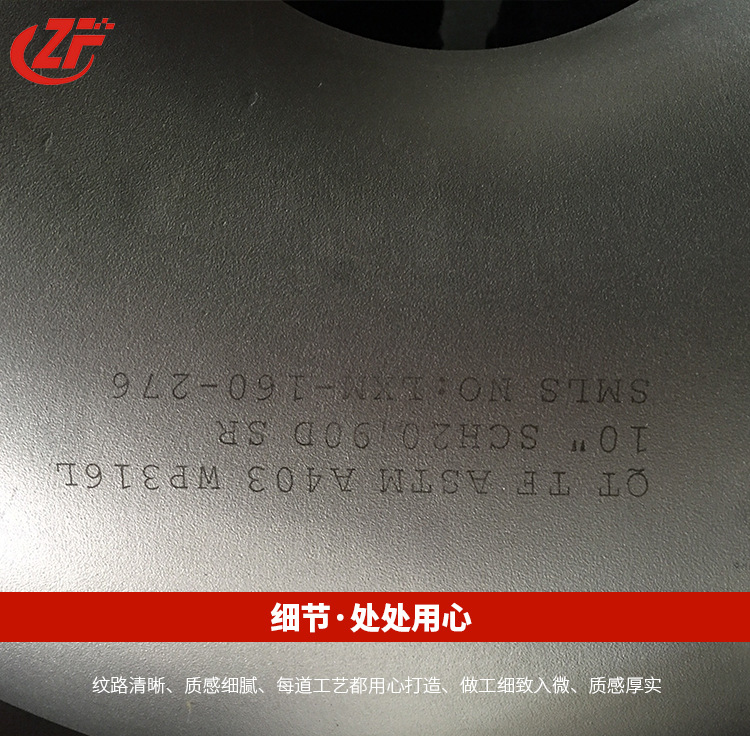 ZF
QT TF ASTM A403 WP316L
10" SCH20,90D SR
SMLS NO:LXM-160-276
细节·处处用心
纹路清晰、质感细腻、每道工艺都用心打造、做工细致入微、质感厚实